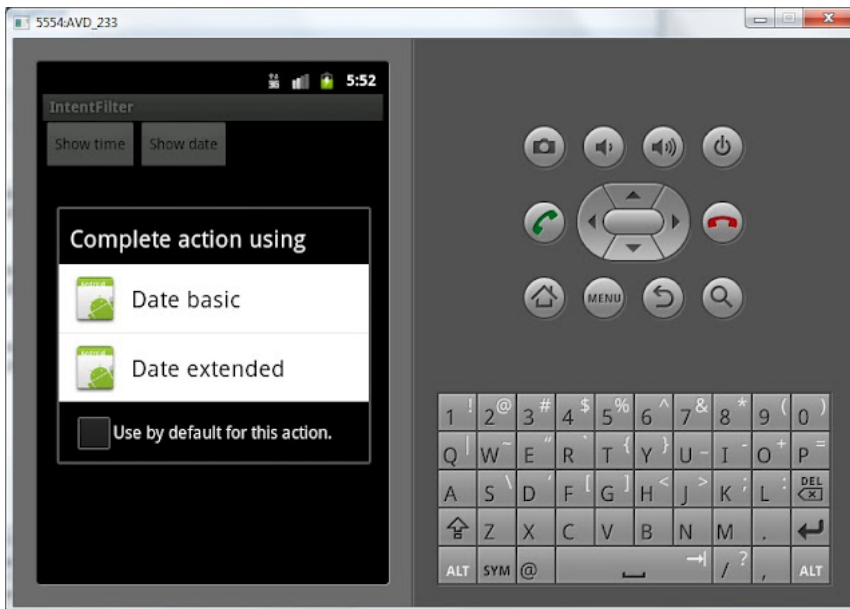 5554:AVD_233
3G 5:52
IntentFilter
Show time Show date
Complete action using
Date basic
Date extended
Use by default for this action.
MENU
1 ! 2 @ 3 # 4 $ 5 % 6 ^ 7 & 8 * 9 ( 0 )
Q | W ~ E " R ` T { Y } U _ I - O + P =
A S \ D ' F [ G ] H < J > K ; L : DEL
Z X C V B N M .
ALT SYM @ / ? , ALT